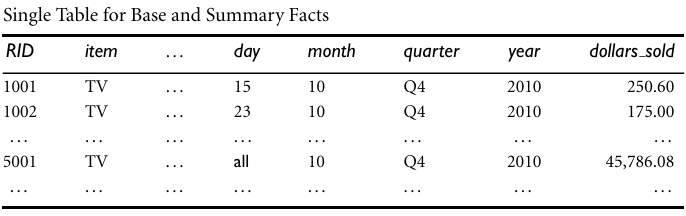 Single Table for Base and Summary Facts
RID item … day month quarter year dollars_sold
1001 TV … 15 10 Q4 2010 250.60
1002 TV … 23 10 Q4 2010 175.00
… … … … … … … …
5001 TV … all 10 Q4 2010 45,786.08
… … … … … … … …